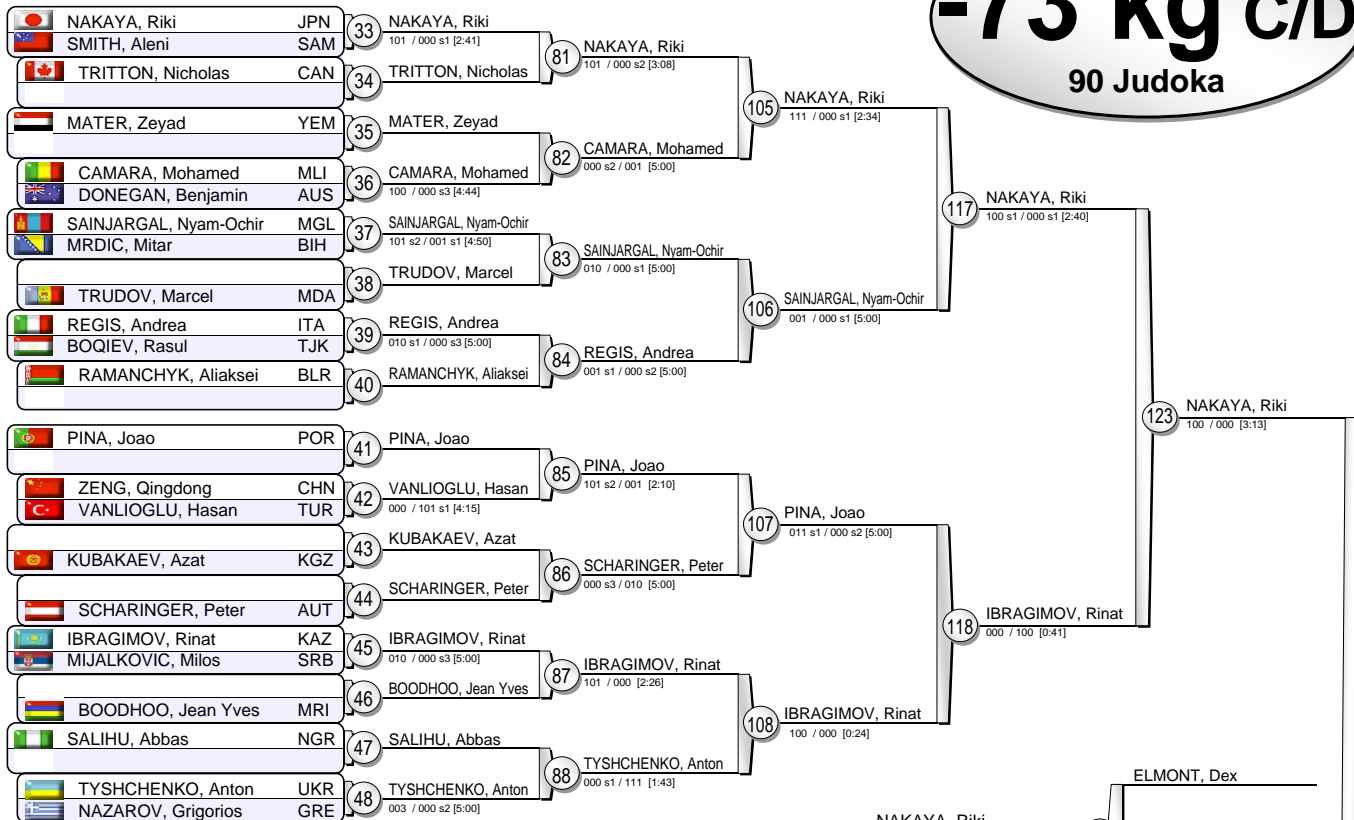 -73 kg C/D
90 Judoka
NAKAYA, Riki JPN
SMITH, Aleni SAM
TRITTON, Nicholas CAN
MATER, Zeyad YEM
CAMARA, Mohamed MLI
DONEGAN, Benjamin AUS
SAINJARGAL, Nyam-Ochir MGL
MRDIC, Mitar BIH
TRUDOV, Marcel MDA
REGIS, Andrea ITA
BOQIEV, Rasul TJK
RAMANCHYK, Aliaksei BLR
PINA, Joao POR
ZENG, Qingdong CHN
VANLIOGLU, Hasan TUR
KUBAKAEV, Azat KGZ
SCHARINGER, Peter AUT
IBRAGIMOV, Rinat KAZ
MIJALKOVIC, Milos SRB
BOODHOO, Jean Yves MRI
SALIHU, Abbas NGR
TYSHCHENKO, Anton UKR
NAZAROV, Grigorios GRE
33 NAKAYA, Riki
101 / 000 s1 [2:41]
34 TRITTON, Nicholas
35 MATER, Zeyad
36 CAMARA, Mohamed
100 / 000 s3 [4:44]
37 SAINJARGAL, Nyam-Ochir
101 s2 / 001 s1 [4:50]
38 TRUDOV, Marcel
39 REGIS, Andrea
010 s1 / 000 s3 [5:00]
40 RAMANCHYK, Aliaksei
41 PINA, Joao
42 VANLIOGLU, Hasan
000 / 101 s1 [4:15]
43 KUBAKAEV, Azat
44 SCHARINGER, Peter
45 IBRAGIMOV, Rinat
010 / 000 s3 [5:00]
46 BOODHOO, Jean Yves
47 SALIHU, Abbas
48 TYSHCHENKO, Anton
003 / 000 s2 [5:00]
81 NAKAYA, Riki
101 / 000 s2 [3:08]
82 CAMARA, Mohamed
000 s2 / 001 [5:00]
83 SAINJARGAL, Nyam-Ochir
010 / 000 s1 [5:00]
84 REGIS, Andrea
001 s1 / 000 s2 [5:00]
85 PINA, Joao
101 s2 / 001 [2:10]
86 SCHARINGER, Peter
000 s3 / 010 [5:00]
87 IBRAGIMOV, Rinat
101 / 000 [2:26]
88 TYSHCHENKO, Anton
000 s1 / 111 [1:43]
105 NAKAYA, Riki
111 / 000 s1 [2:34]
106 SAINJARGAL, Nyam-Ochir
001 / 000 s1 [5:00]
107 PINA, Joao
011 s1 / 000 s2 [5:00]
108 IBRAGIMOV, Rinat
100 / 000 [0:24]
117 NAKAYA, Riki
100 s1 / 000 s1 [2:40]
118 IBRAGIMOV, Rinat
000 / 100 [0:41]
123 NAKAYA, Riki
100 / 000 [3:13]
ELMONT, Dex
NAKAYA, Riki